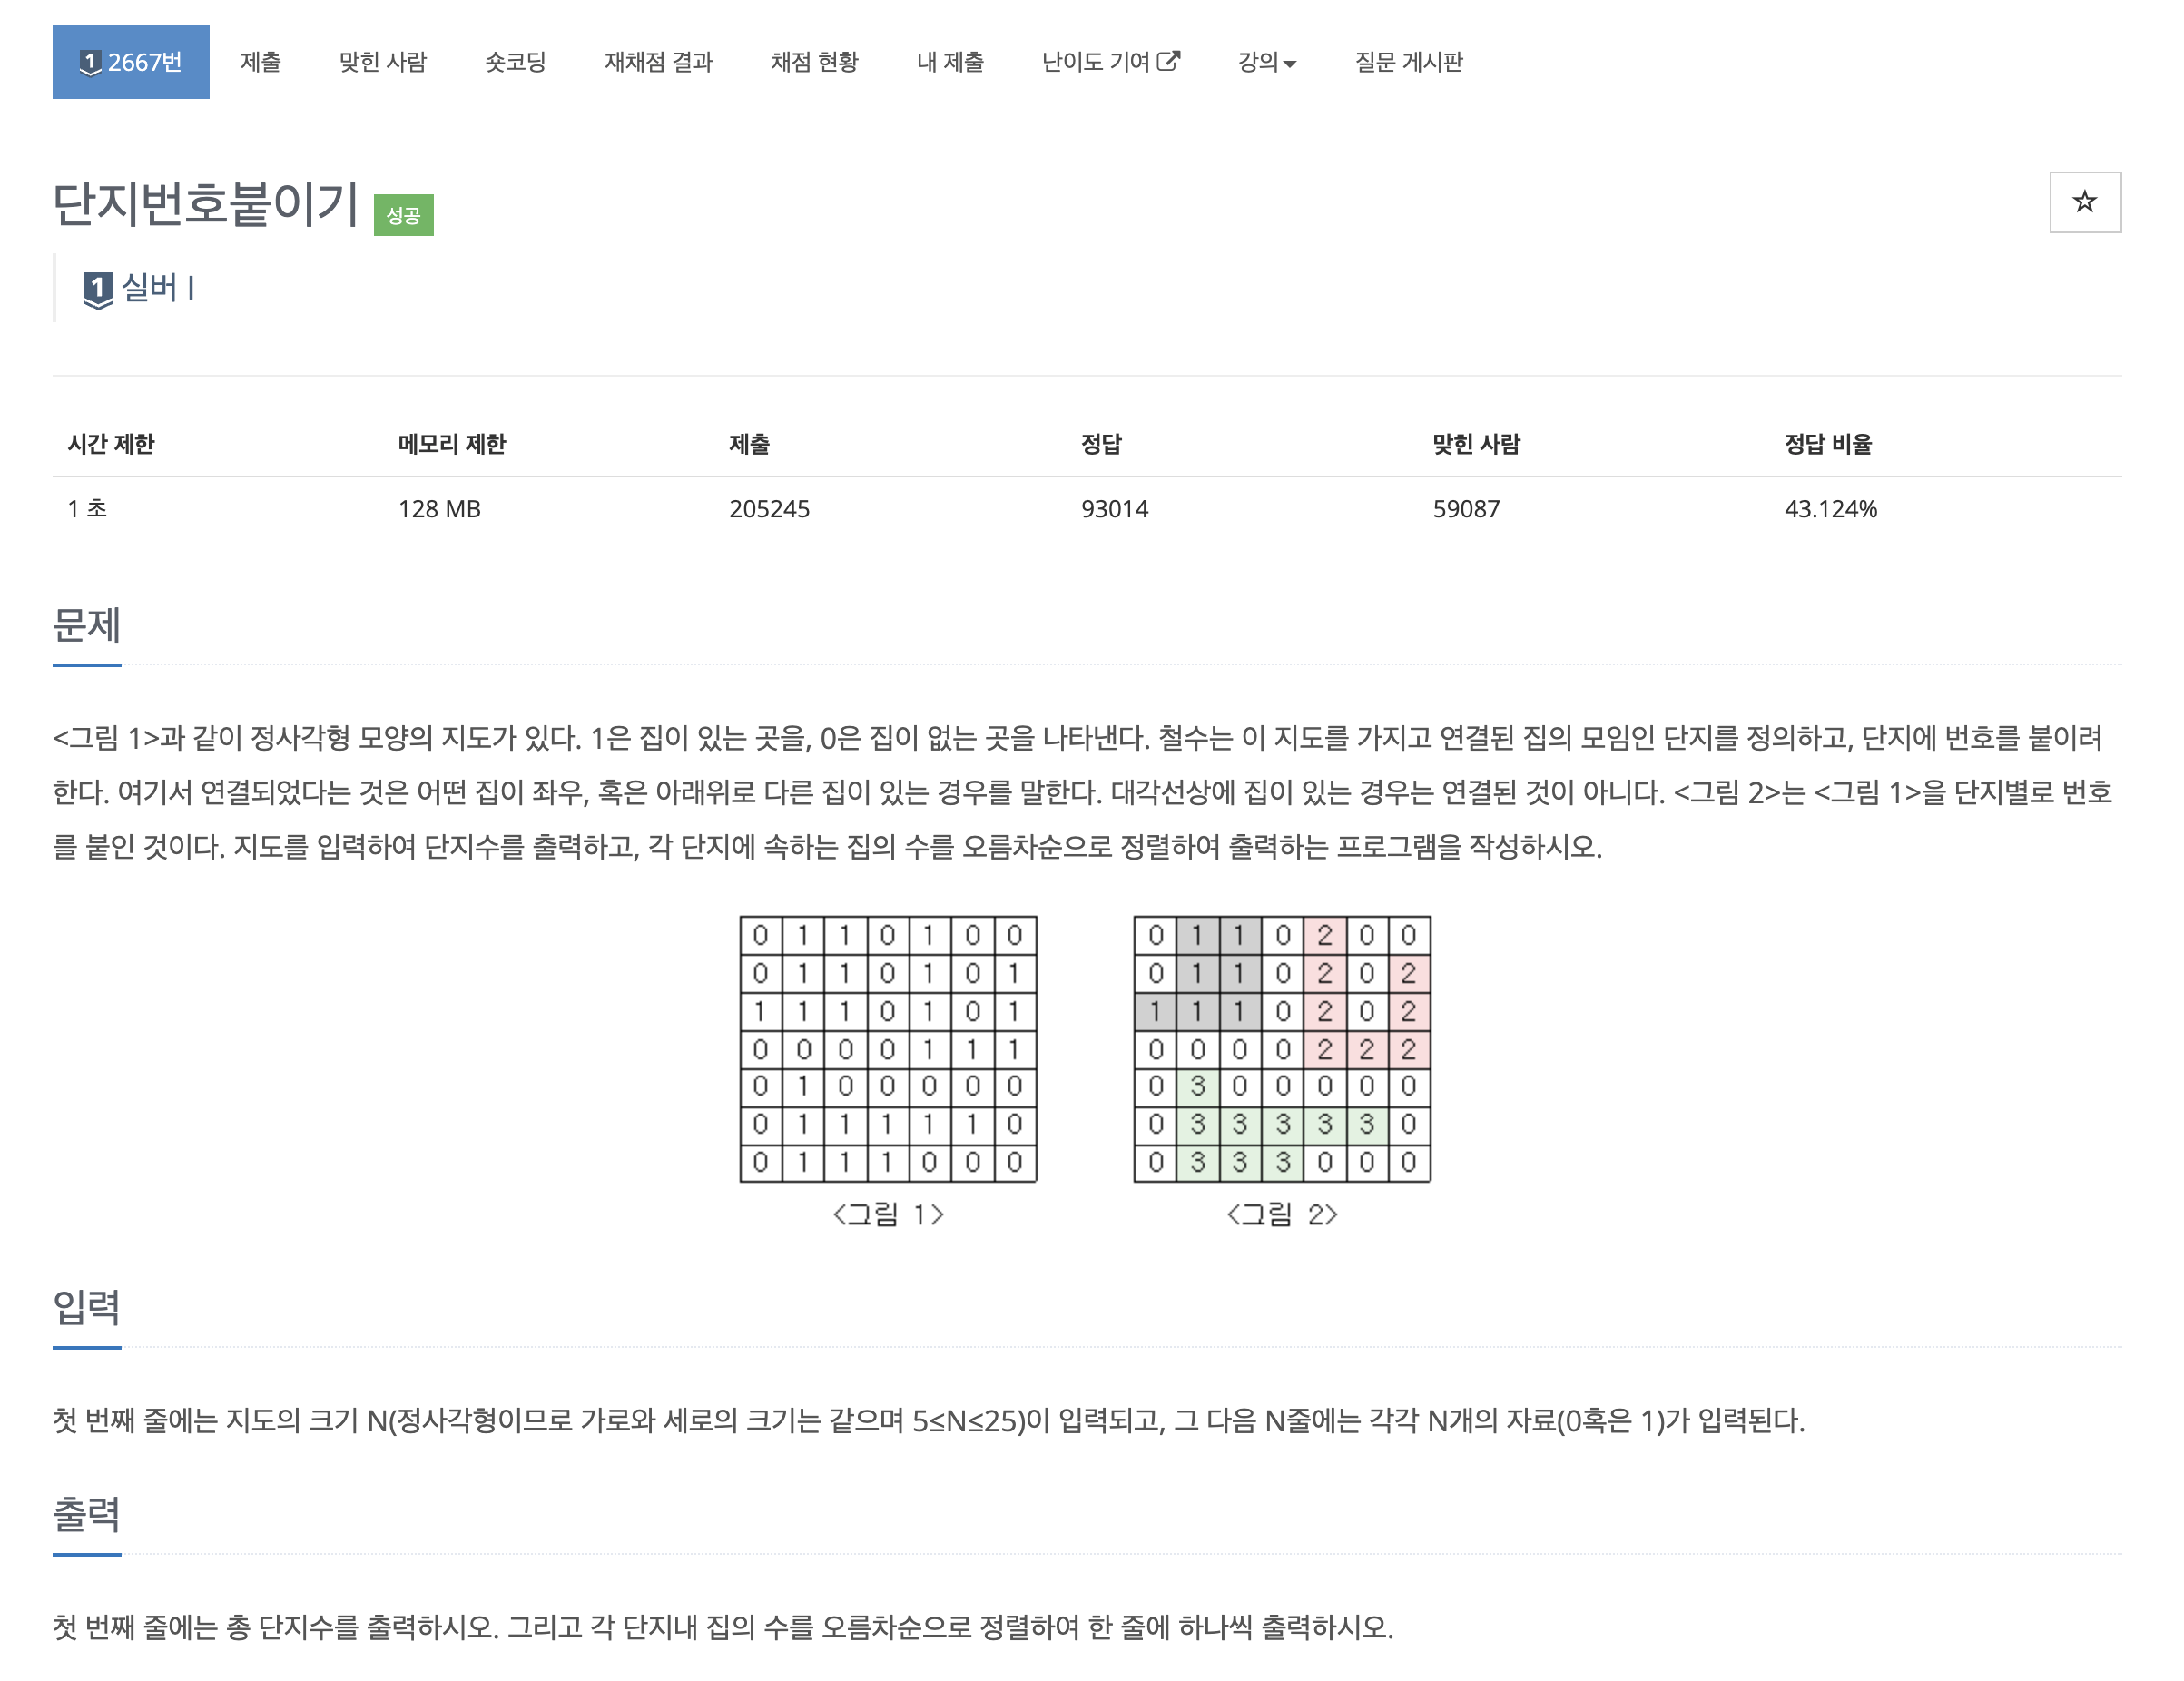 1 2667번 제출 맞힌 사람 숏코딩 재채점 결과 채점 현황 내 제출 난이도 기여 강의 질문 게시판
단지번호붙이기 성공
1 실버 I
시간 제한 메모리 제한 제출 정답 맞힌 사람 정답 비율
1 초 128 MB 205245 93014 59087 43.124%
문제
<그림 1>과 같이 정사각형 모양의 지도가 있다. 1은 집이 있는 곳을, 0은 집이 없는 곳을 나타낸다. 철수는 이 지도를 가지고 연결된 집의 모임인 단지를 정의하고, 단지에 번호를 붙이려
한다. 여기서 연결되었다는 것은 어떤 집이 좌우, 혹은 아래위로 다른 집이 있는 경우를 말한다. 대각선상에 집이 있는 경우는 연결된 것이 아니다. <그림 2>는 <그림 1>을 단지별로 번호
를 붙인 것이다. 지도를 입력하여 단지수를 출력하고, 각 단지에 속하는 집의 수를 오름차순으로 정렬하여 출력하는 프로그램을 작성하시오.
0 1 1 0 1 0 0
0 1 1 0 1 0 1
1 1 1 0 1 0 1
0 0 0 0 1 1 1
0 1 0 0 0 0 0
0 1 1 1 1 1 0
0 1 1 1 0 0 0
<그림 1>
0 1 1 0 2 0 0
0 1 1 0 2 0 2
1 1 1 0 2 0 2
0 0 0 0 2 2 2
0 3 0 0 0 0 0
0 3 3 3 3 3 0
0 3 3 3 0 0 0
<그림 2>
입력
첫 번째 줄에는 지도의 크기 N(정사각형이므로 가로와 세로의 크기는 같으며 5≤N≤25)이 입력되고, 그 다음 N줄에는 각각 N개의 자료(0혹은 1)가 입력된다.
출력
첫 번째 줄에는 총 단지수를 출력하시오. 그리고 각 단지내 집의 수를 오름차순으로 정렬하여 한 줄에 하나씩 출력하시오.